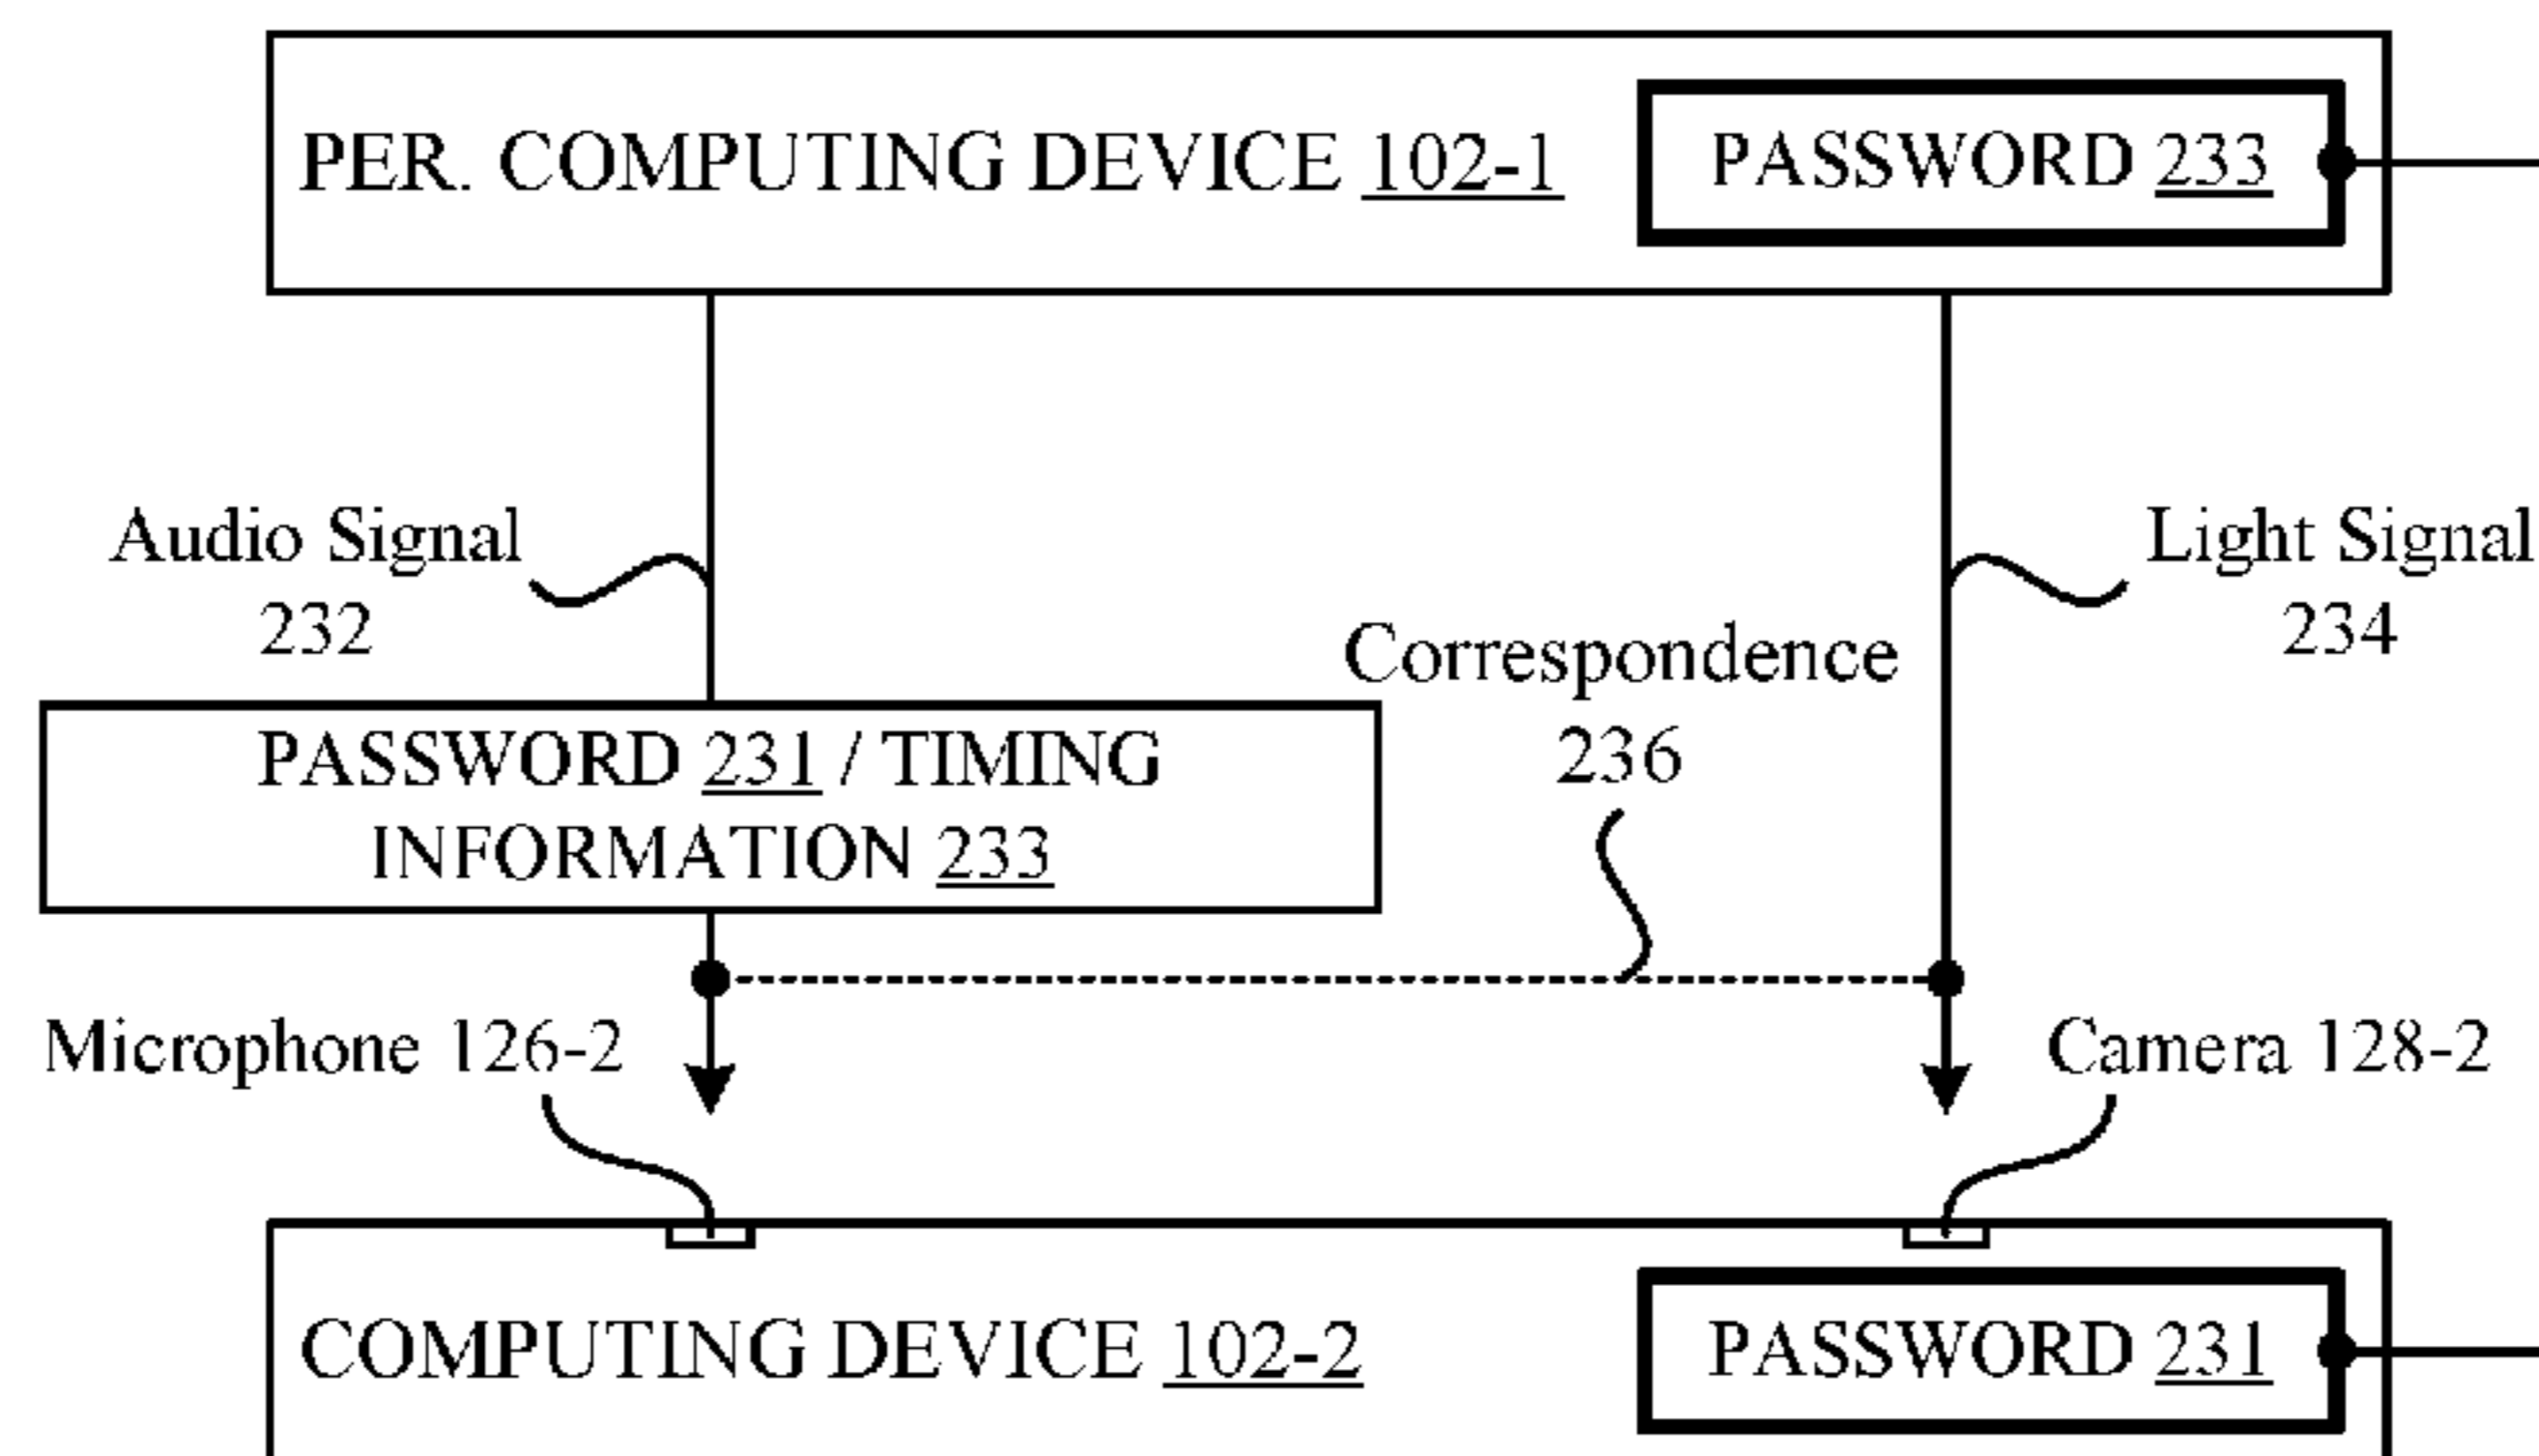 PER. COMPUTING DEVICE 102-1
PASSWORD 233
Audio Signal
232
Light Signal
234
Correspondence
236
PASSWORD 231 / TIMING
INFORMATION 233
Microphone 126-2
Camera 128-2
COMPUTING DEVICE 102-2
PASSWORD 231